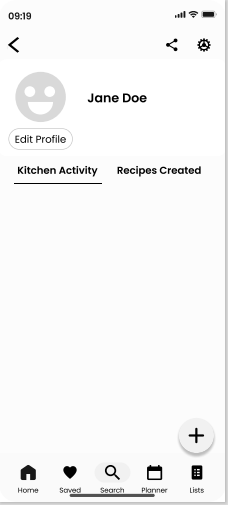 09:19
Jane Doe
Edit Profile
Kitchen Activity Recipes Created
Home Saved Search Planner Lists